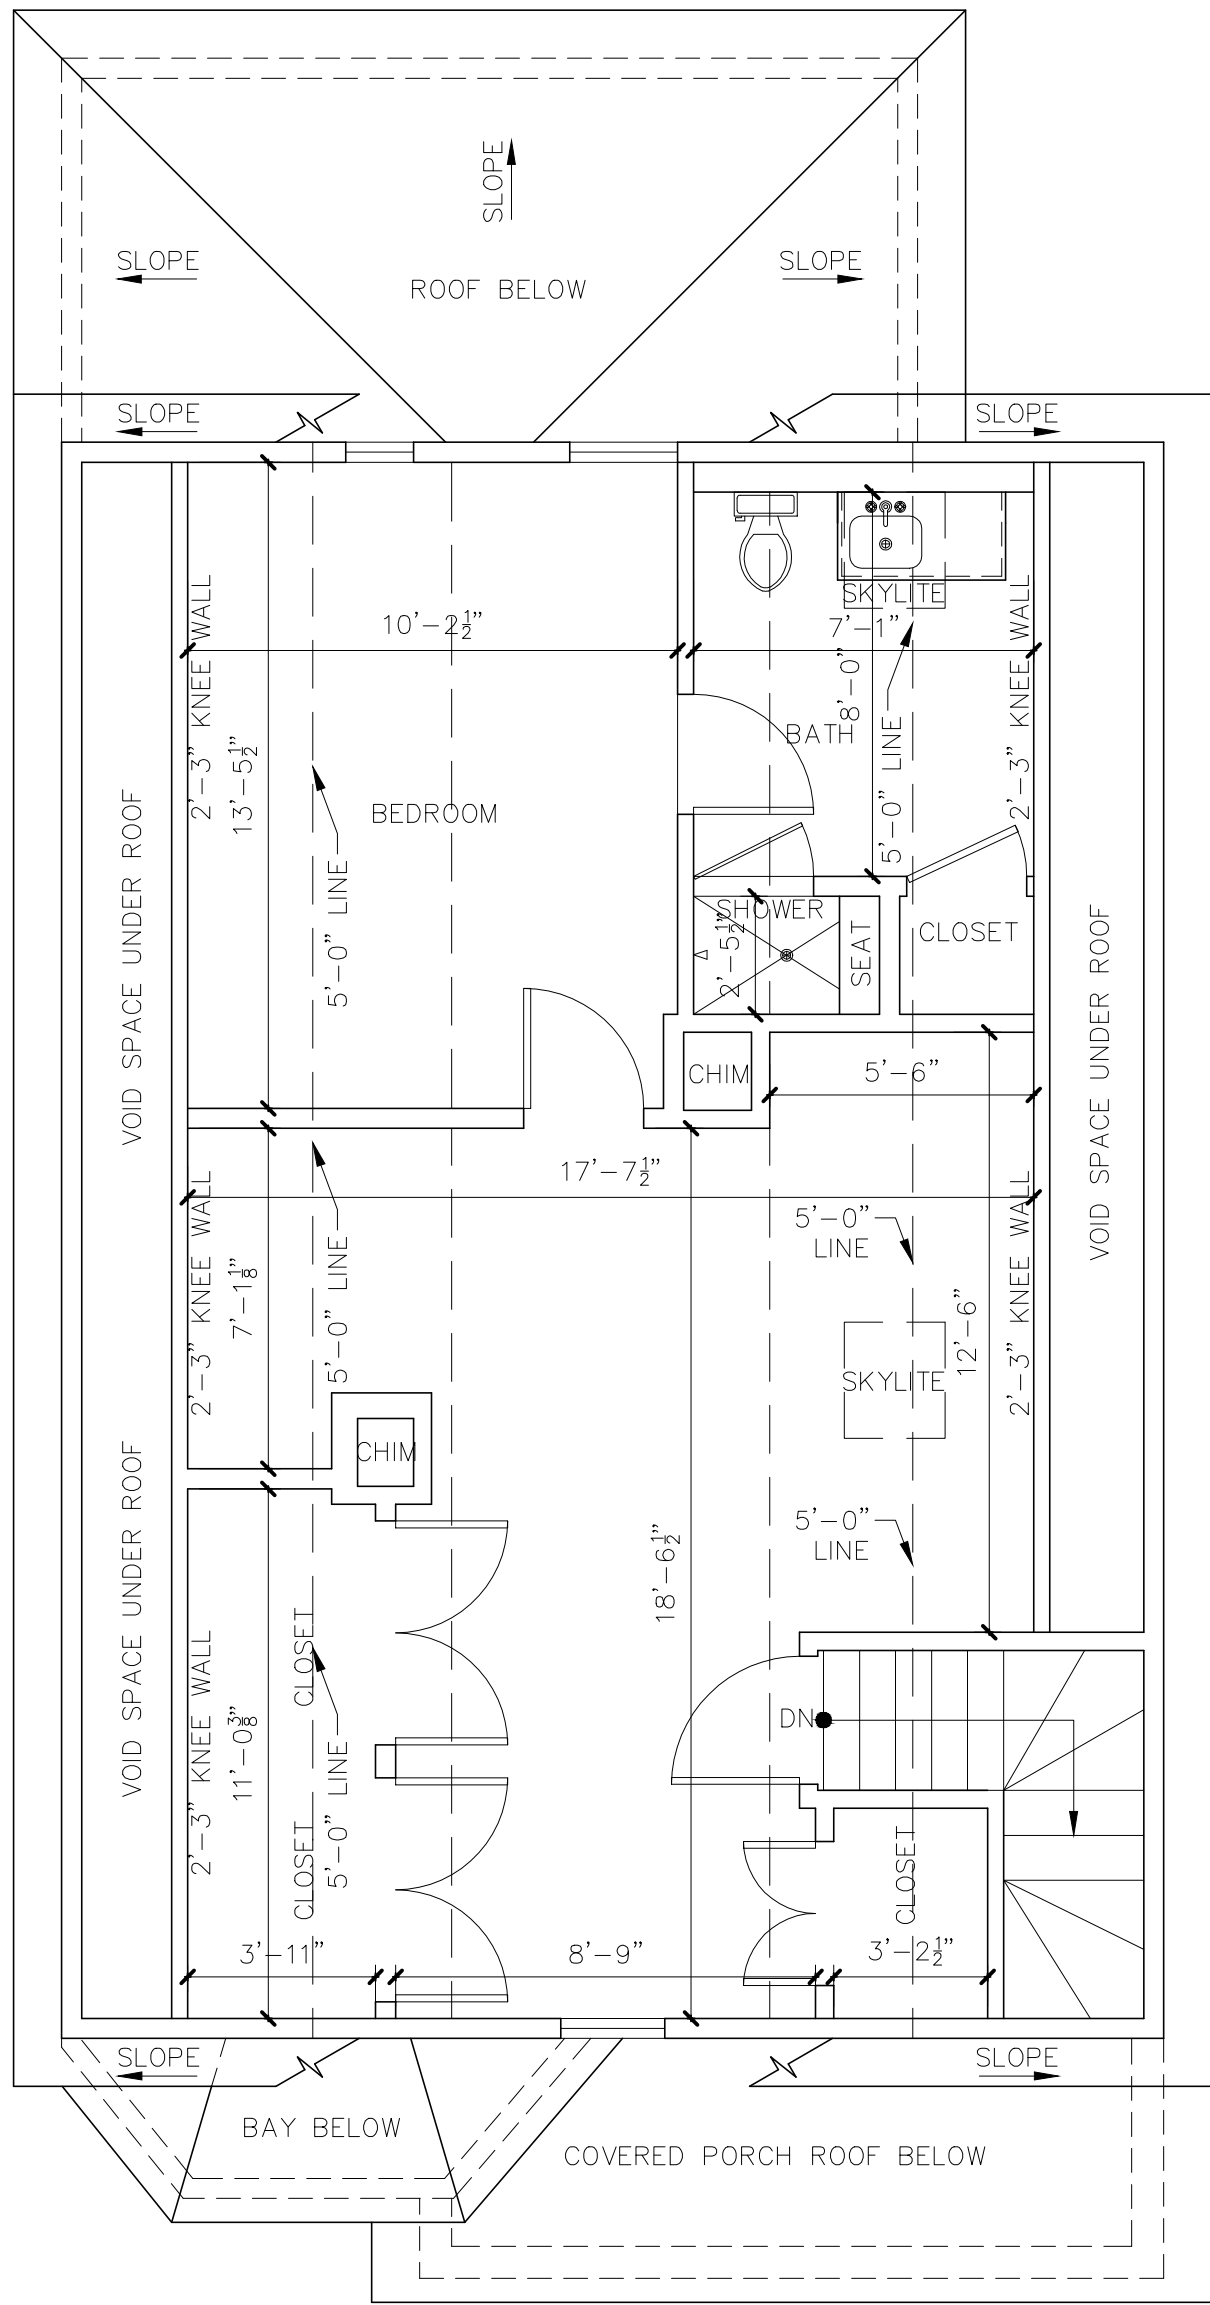 SLOPE
SLOPE
SLOPE
ROOF BELOW
SLOPE
SLOPE
2'-3" KNEE WALL
10'-2½"
SKYLITE
7'-1"
2'-3" KNEE WALL
8'-0"
BATH
13'-5½"
BEDROOM
5'-0" LINE
5'-0" LINE
VOID SPACE UNDER ROOF
SHOWER
2'-5½"
SEAT
CLOSET
VOID SPACE UNDER ROOF
CHIM
5'-6"
17'-7½"
2'-3" KNEE WALL
7'-1⅛"
5'-0" LINE
5'-0"
LINE
12'-6"
2'-3" KNEE WALL
SKYLITE
CHIM
5'-0"
LINE
18'-6½"
VOID SPACE UNDER ROOF
2'-3" KNEE WALL
11'-0⅜"
CLOSET
5'-0" LINE
DN
CLOSET
CLOSET
3'-11"
8'-9"
3'-2½"
SLOPE
SLOPE
BAY BELOW
COVERED PORCH ROOF BELOW